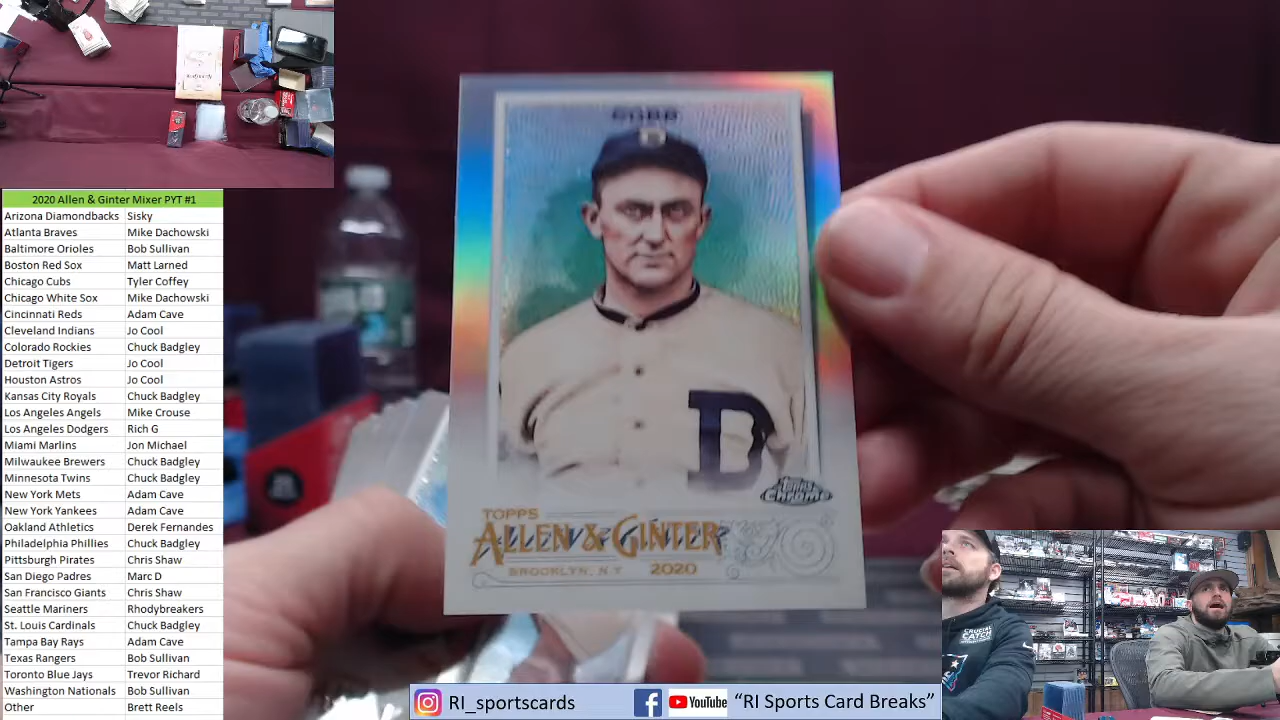 2020 Allen & Ginter Mixer PYT #1
Arizona Diamondbacks Sisky
Atlanta Braves Mike Dachowski
Baltimore Orioles Bob Sullivan
Boston Red Sox Matt Larned
Chicago Cubs Tyler Coffey
Chicago White Sox Mike Dachowski
Cincinnati Reds Adam Cave
Cleveland Indians Jo Cool
Colorado Rockies Chuck Badgley
Detroit Tigers Jo Cool
Houston Astros Jo Cool
Kansas City Royals Chuck Badgley
Los Angeles Angels Mike Crouse
Los Angeles Dodgers Rich G
Miami Marlins Jon Michael
Milwaukee Brewers Chuck Badgley
Minnesota Twins Chuck Badgley
New York Mets Adam Cave
New York Yankees Adam Cave
Oakland Athletics Derek Fernandes
Philadelphia Phillies Chuck Badgley
Pittsburgh Pirates Chris Shaw
San Diego Padres Marc D
San Francisco Giants Chris Shaw
Seattle Mariners Rhodybreakers
St. Louis Cardinals Chuck Badgley
Tampa Bay Rays Adam Cave
Texas Rangers Bob Sullivan
Toronto Blue Jays Trevor Richard
Washington Nationals Bob Sullivan
Other Brett Reels
COBB
D
D
TOPPS CHROME
TOPPS
ALLEN & GINTER
BROOKLYN, N.Y 2020
CRUCIAL
CATCH
RI_sportscards
YouTube
"RI Sports Card Breaks"